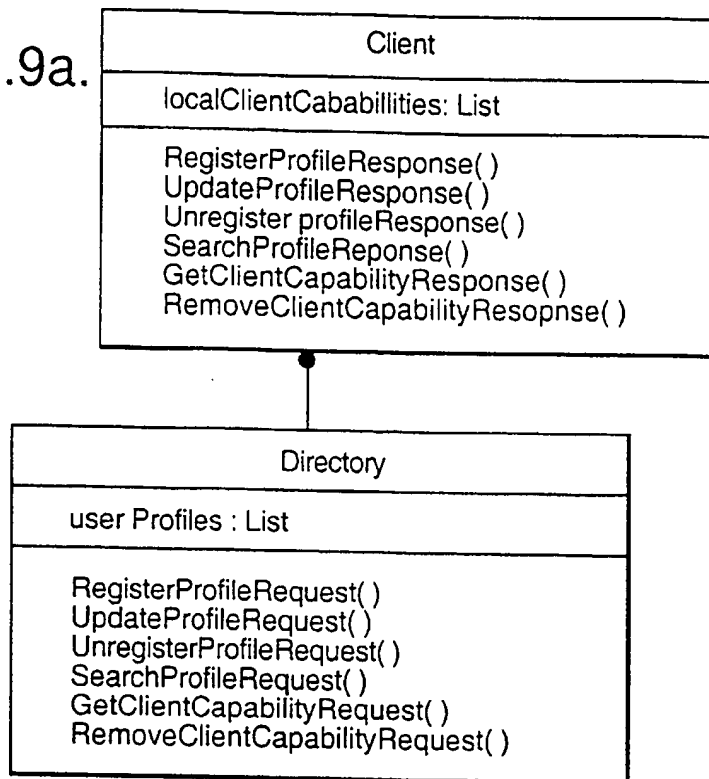 .9a.
Client
localClientCababillities: List
RegisterProfileResponse( )
UpdateProfileResponse( )
Unregister profileResponse( )
SearchProfileReponse( )
GetClientCapabilityResponse( )
RemoveClientCapabilityResopnse( )
Directory
user Profiles : List
RegisterProfileRequest( )
UpdateProfileRequest( )
UnregisterProfileRequest( )
SearchProfileRequest( )
GetClientCapabilityRequest( )
RemoveClientCapabilityRequest( )